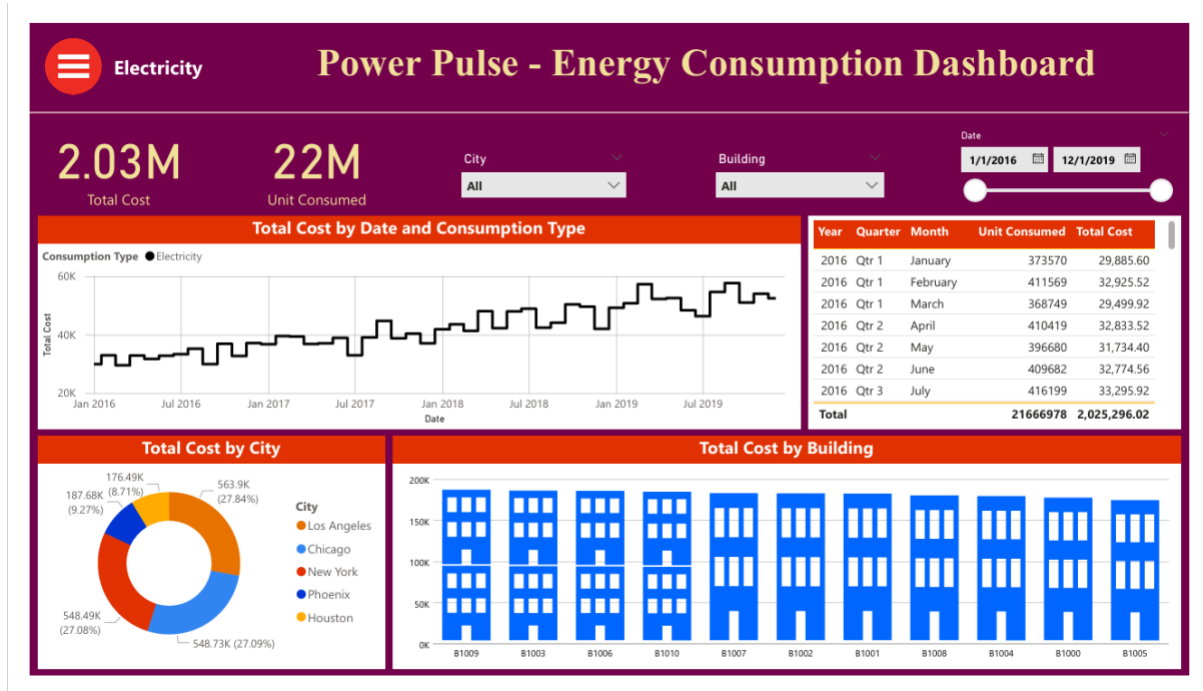 Electricity
Power Pulse - Energy Consumption Dashboard
2.03M
Total Cost
22M
Unit Consumed
City
All
Building
All
Date
1/1/2016
12/1/2019
Total Cost by Date and Consumption Type
Consumption Type Electricity
60K
40K
20K
Total Cost
Jan 2016 Jul 2016 Jan 2017 Jul 2017 Jan 2018 Jul 2018 Jan 2019 Jul 2019
Date
Year Quarter Month Unit Consumed Total Cost
2016 Qtr 1 January 373570 29,885.60
2016 Qtr 1 February 411569 32,925.52
2016 Qtr 1 March 368749 29,499.92
2016 Qtr 2 April 410419 32,833.52
2016 Qtr 2 May 396680 31,734.40
2016 Qtr 2 June 409682 32,774.56
2016 Qtr 3 July 416199 33,295.92
Total 21666978 2,025,296.02
Total Cost by City
176.49K
(8.71%)
187.68K
(9.27%)
563.9K
(27.84%)
548.49K
(27.08%)
548.73K (27.09%)
City
Los Angeles
Chicago
New York
Phoenix
Houston
Total Cost by Building
200K
150K
100K
50K
0K
B1009 B1003 B1006 B1010 B1007 B1002 B1001 B1008 B1004 B1000 B1005